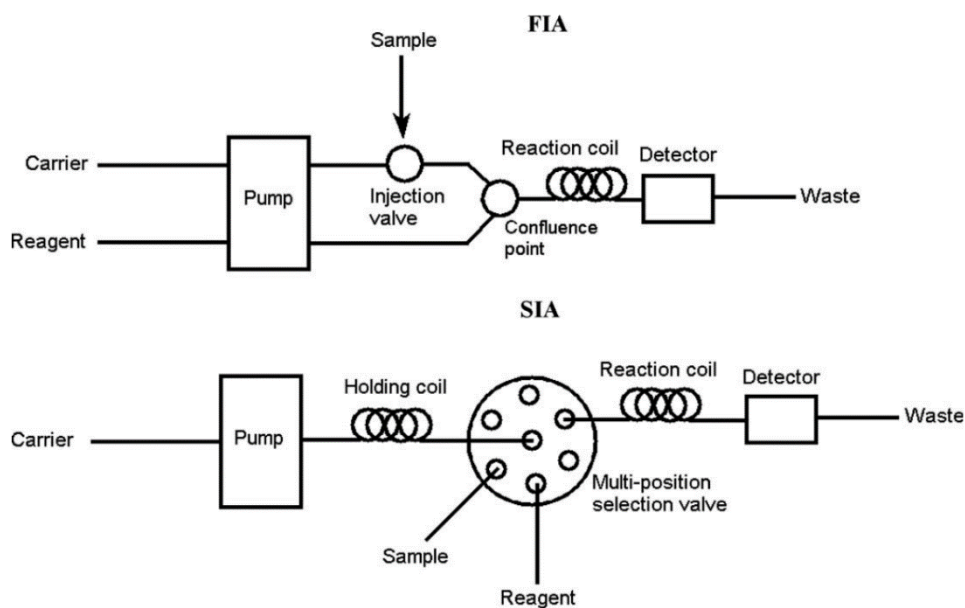 FIA
Sample
Carrier
Pump
Reagent
Injection
valve
Confluence
point
Reaction coil
Detector
Waste
SIA
Carrier
Pump
Holding coil
Reaction coil
Detector
Waste
Multi-position
selection valve
Sample
Reagent